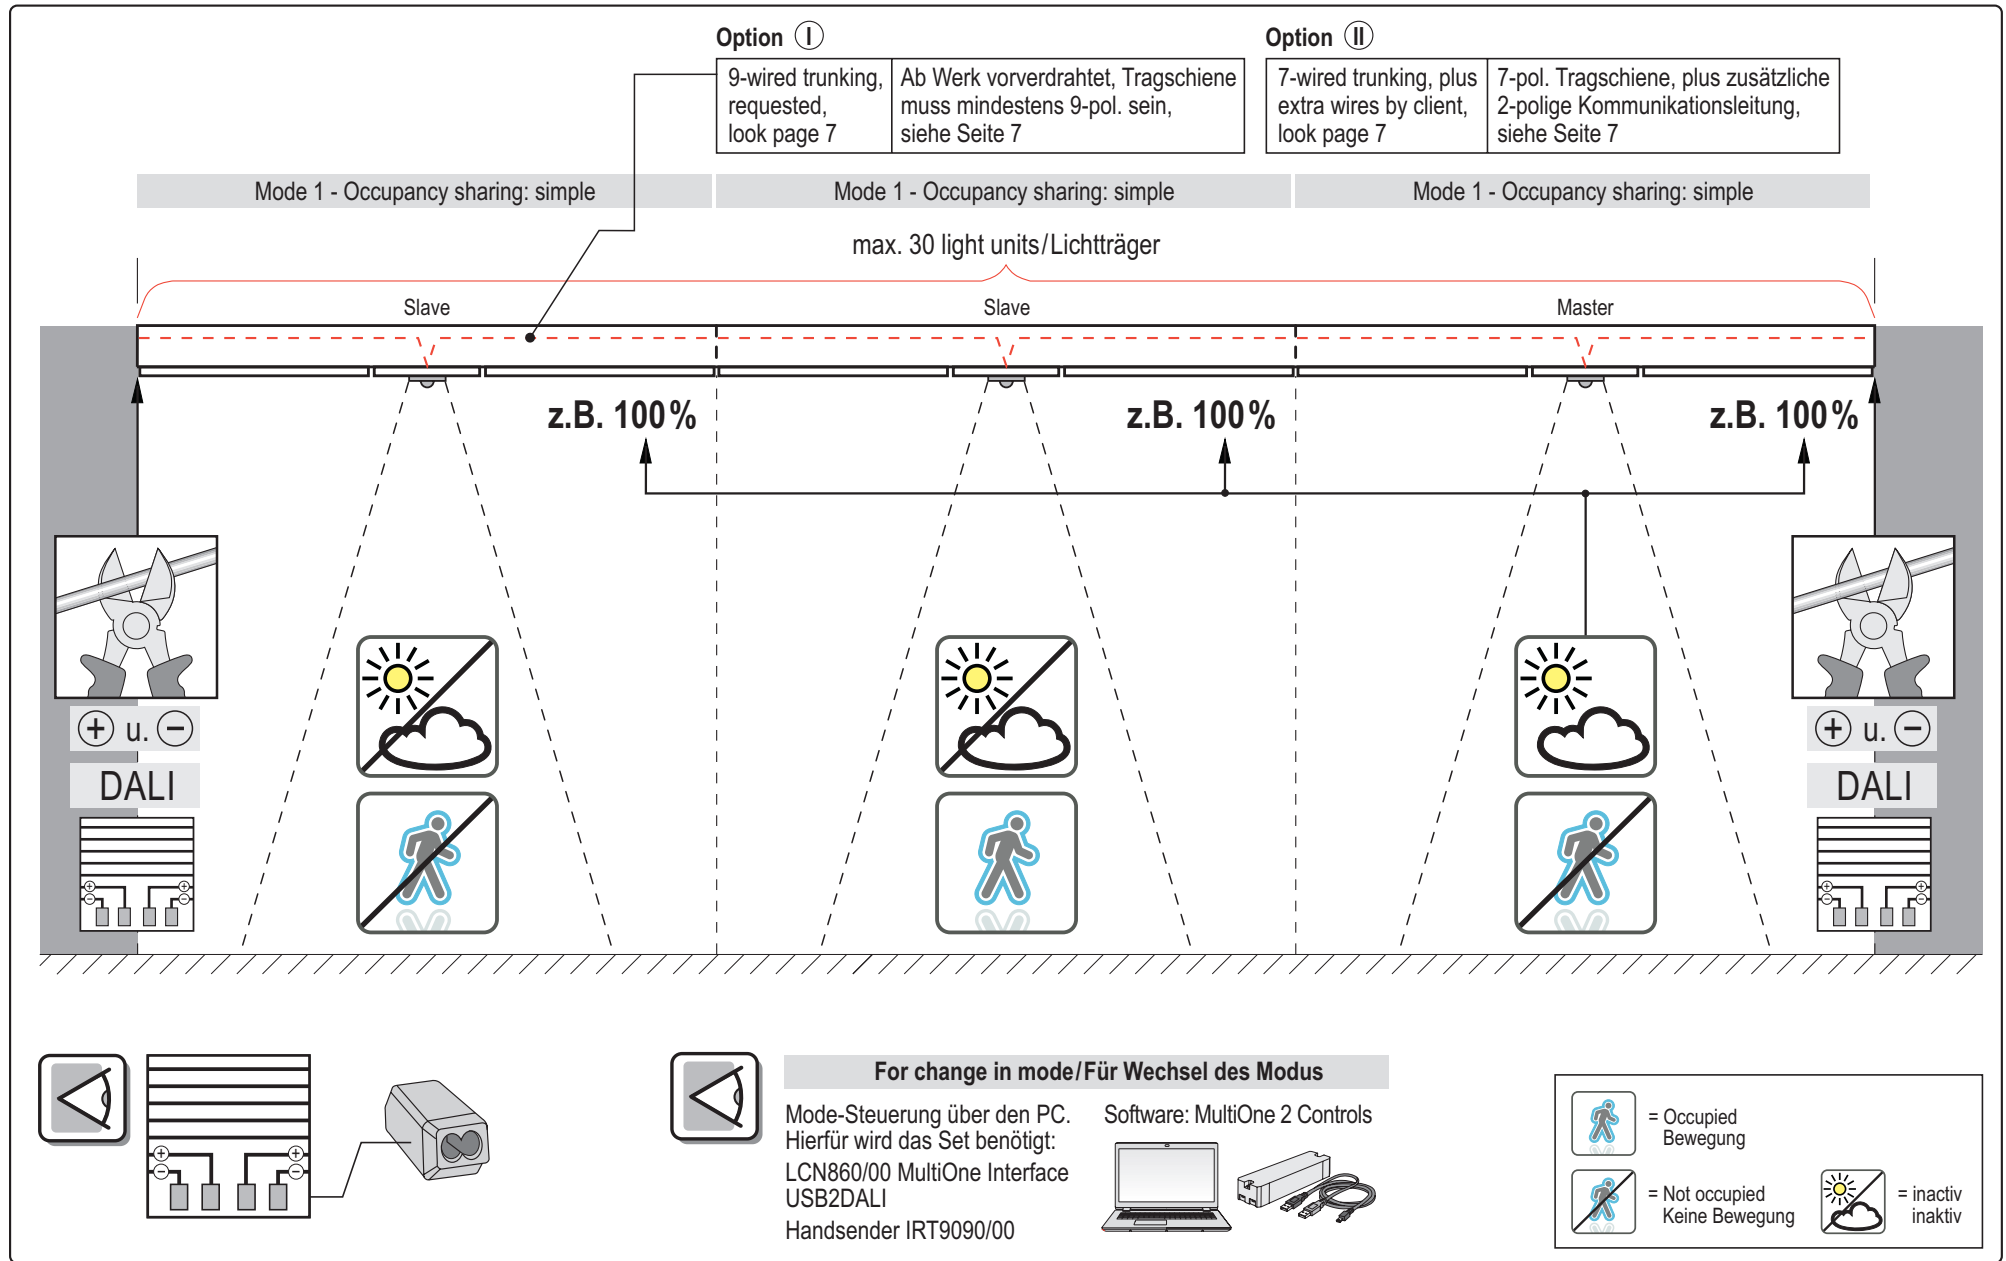 Option I
9-wired trunking,
requested,
look page 7
Ab Werk vorverdrahtet, Tragschiene
muss mindestens 9-pol. sein,
siehe Seite 7
Option II
7-wired trunking, plus
extra wires by client,
look page 7
7-pol. Tragschiene, plus zusätzliche
2-polige Kommunikationsleitung,
siehe Seite 7
Mode 1 - Occupancy sharing: simple
Mode 1 - Occupancy sharing: simple
Mode 1 - Occupancy sharing: simple
max. 30 light units/Lichtträger
Slave
Slave
Master
z.B. 100%
z.B. 100%
z.B. 100%
+ u. −
DALI
+ −
+ −
+ u. −
DALI
+ −
+ −
+ −
+ −
For change in mode/Für Wechsel des Modus
Mode-Steuerung über den PC.
Hierfür wird das Set benötigt:
LCN860/00 MultiOne Interface
USB2DALI
Handsender IRT9090/00
Software: MultiOne 2 Controls
= Occupied
Bewegung
= Not occupied
Keine Bewegung
= inactiv
inaktiv